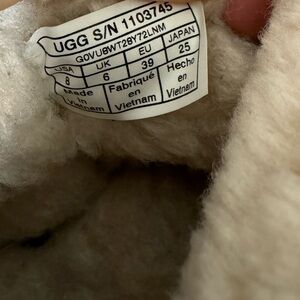 UGG S/N 1103745
G0VU8WT28Y72LNM
USA UK EU JAPAN
8 6 39 25
Made in Vietnam
Fabriqué en Vietnam
Hecho en Vietnam